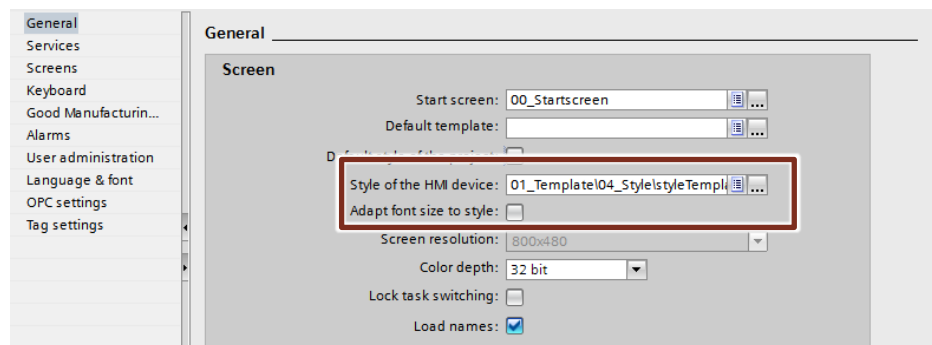 General
Services
Screens
Keyboard
Good Manufacturin...
Alarms
User administration
Language & font
OPC settings
Tag settings
General
Screen
Start screen: 00_Startscreen
Default template:
Style of the HMI device: 01_Template\04_Style\styleTempl
Adapt font size to style:
Screen resolution: 800x480
Color depth: 32 bit
Lock task switching:
Load names: